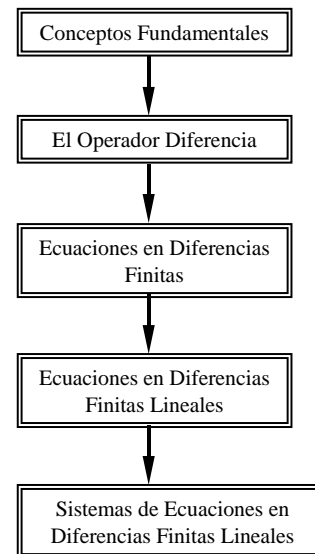 Conceptos Fundamentales
El Operador Diferencia
Ecuaciones en Diferencias
Finitas
Ecuaciones en Diferencias
Finitas Lineales
Sistemas de Ecuaciones en
Diferencias Finitas Lineales